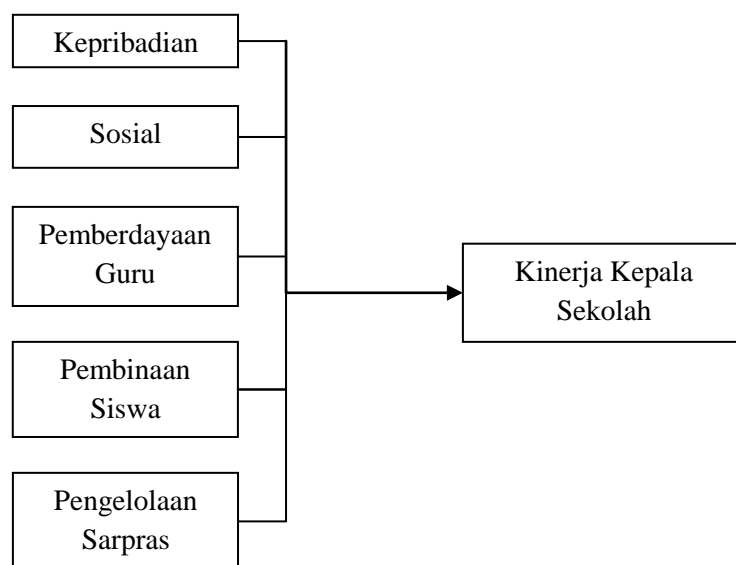 Kepribadian
Sosial
Pemberdayaan
Guru
Kinerja Kepala
Sekolah
Pembinaan
Siswa
Pengelolaan
Sarpras